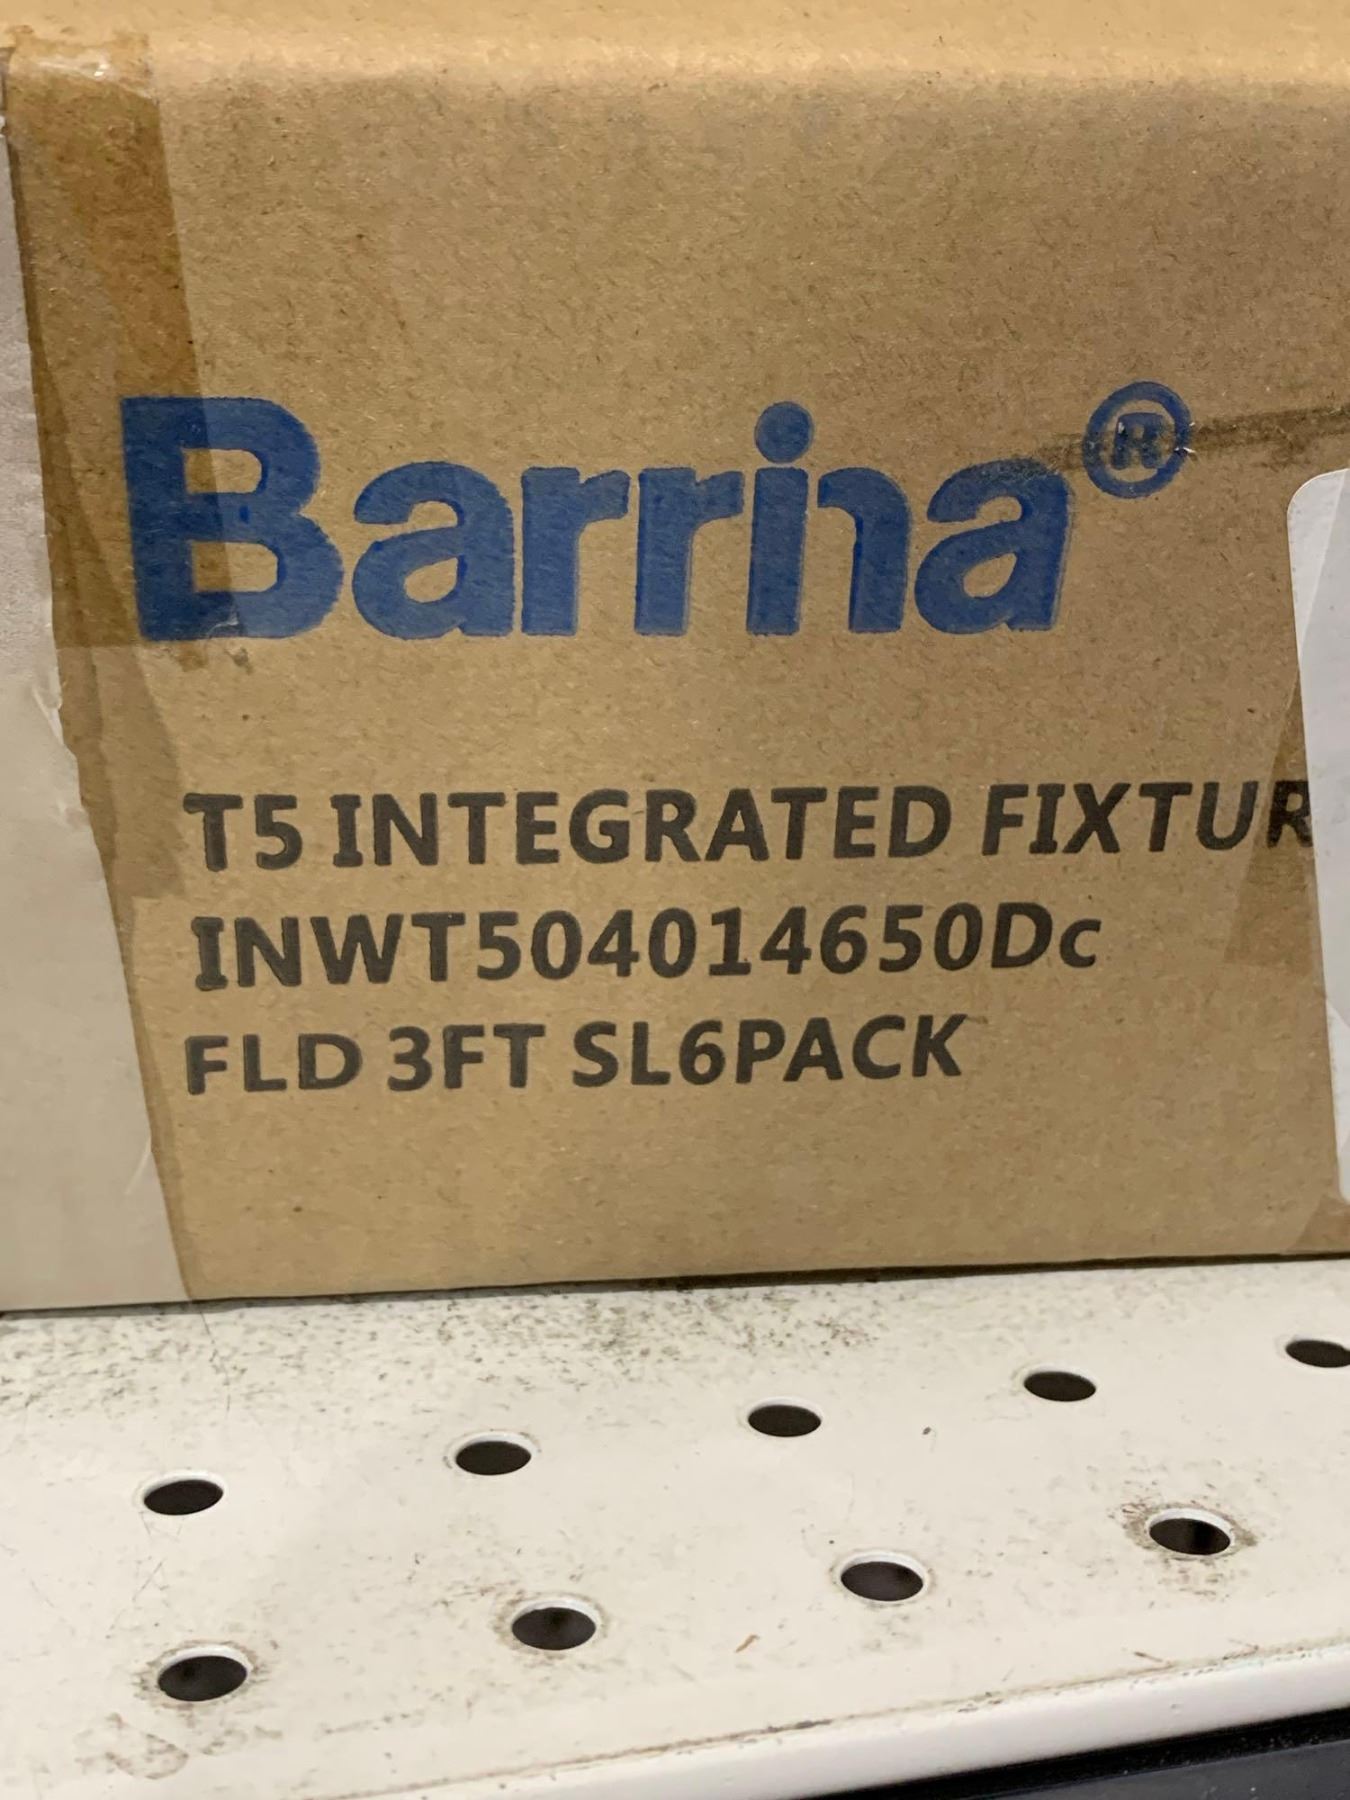 Barrina®
T5 INTEGRATED FIXTUR
INWT504014650Dc
FLD 3FT SL6PACK